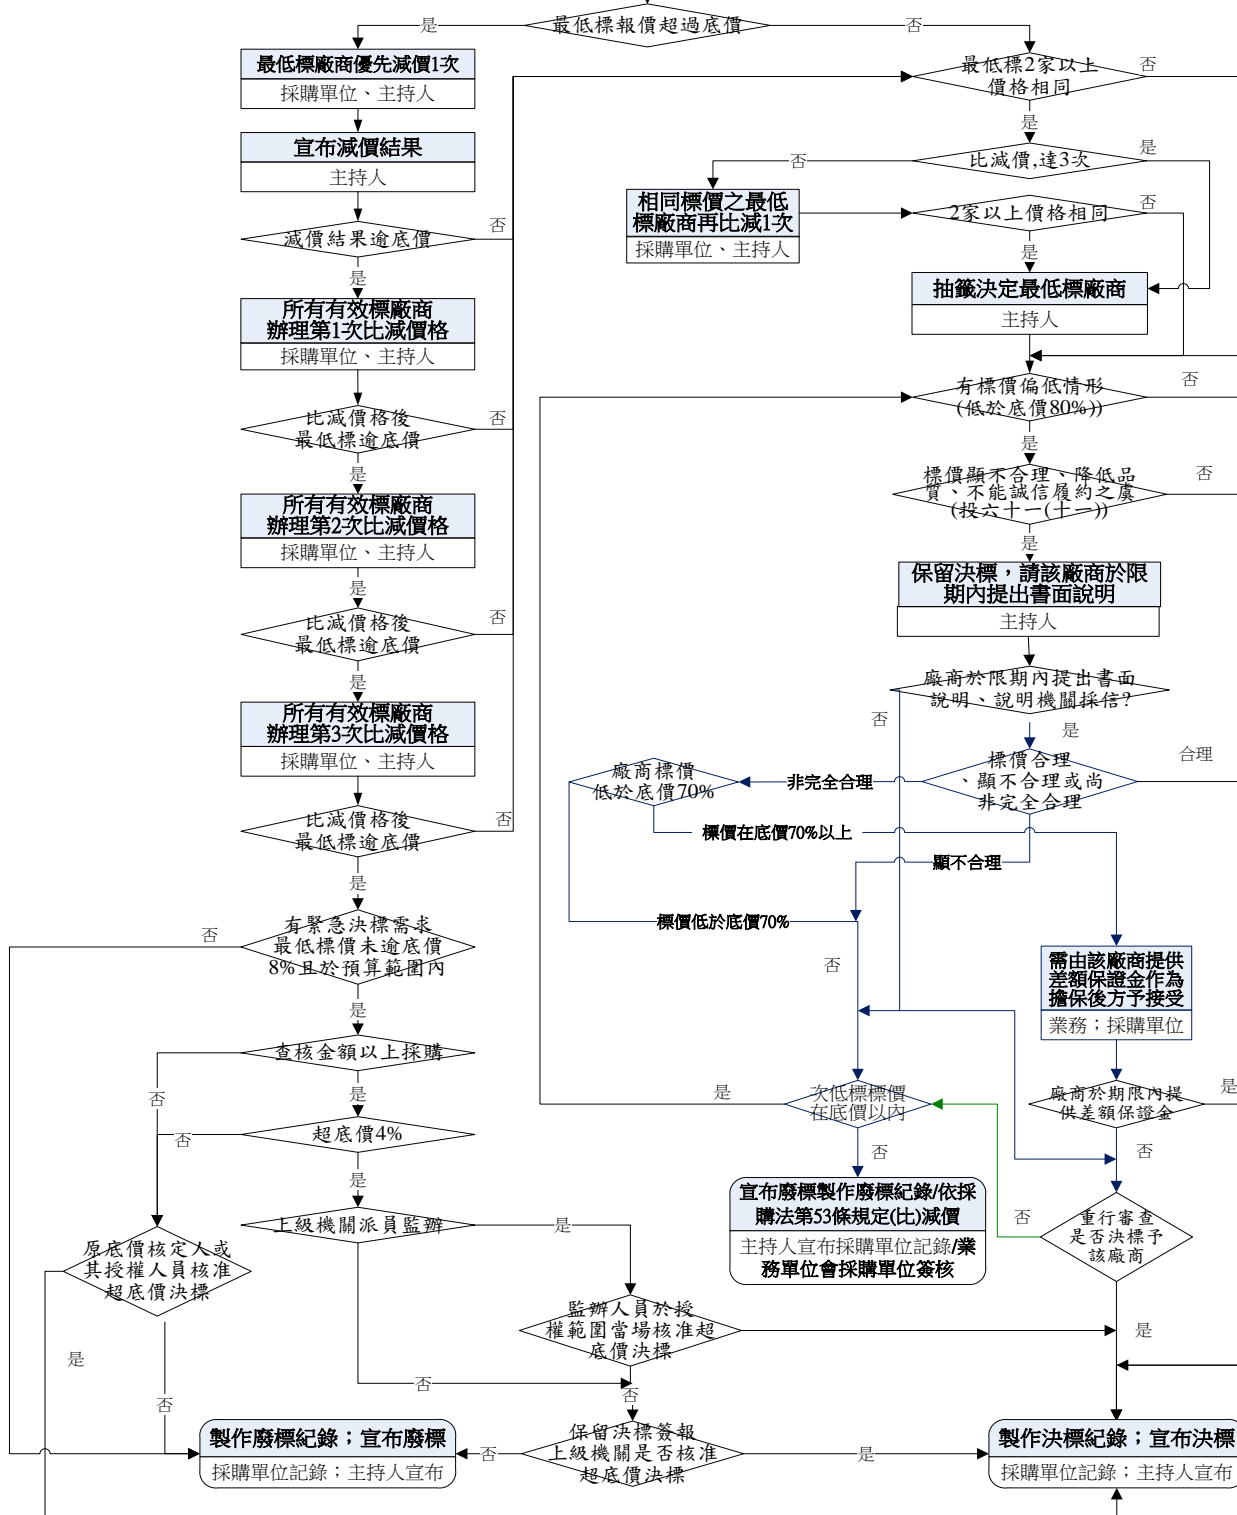 最低標報價超過底價
是
否
最低標廠商優先減價1次
採購單位、主持人
最低標2家以上
價格相同
否
是
宣布減價結果
主持人
比減價,達3次
否
是
相同標價之最低
標廠商再比減1次
採購單位、主持人
2家以上價格相同
否
是
減價結果逾底價
否
是
抽籤決定最低標廠商
主持人
所有有效標廠商
辦理第1次比減價格
採購單位、主持人
有標價偏低情形
(低於底價80%))
否
是
比減價格後
最低標逾底價
否
是
標價顯不合理、降低品
質、不能誠信履約之虞
(投六十一(十一))
否
是
所有有效標廠商
辦理第2次比減價格
採購單位、主持人
保留決標，請該廠商於限
期內提出書面說明
主持人
比減價格後
最低標逾底價
否
是
廠商於限期內提出書面
說明、說明機關採信?
否
是
所有有效標廠商
辦理第3次比減價格
採購單位、主持人
標價合理
、顯不合理或尚
非完全合理
合理
非完全合理
廠商標價
低於底價70%
標價在底價70%以上
顯不合理
標價低於底價70%
比減價格後
最低標逾底價
否
是
有緊急決標需求
最低標價未逾底價
8%且於預算範圍內
否
是
否
需由該廠商提供
差額保證金作為
擔保後方予接受
業務；採購單位
查核金額以上採購
否
是
次低標標價
在底價以內
是
否
廠商於期限內提
供差額保證金
是
否
超底價4%
否
是
宣布廢標製作廢標紀錄/依採
購法第53條規定(比)減價
主持人宣布採購單位記錄/業
務單位會採購單位簽核
重行審查
是否決標予
該廠商
否
是
上級機關派員監辦
是
否
原底價核定人或
其授權人員核准
超底價決標
是
否
監辦人員於授
權範圍當場核准超
底價決標
否
保留決標簽報
上級機關是否核准
超底價決標
否
是
製作廢標紀錄；宣布廢標
採購單位記錄；主持人宣布
製作決標紀錄；宣布決標
採購單位記錄；主持人宣布